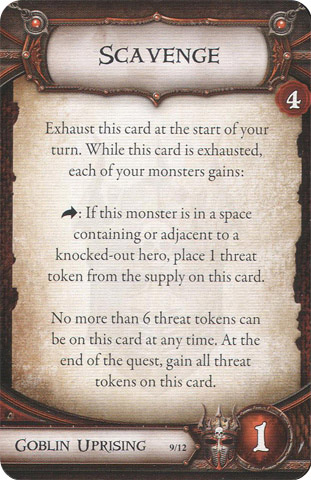 Scavenge
4
Exhaust this card at the start of your
turn. While this card is exhausted,
each of your monsters gains:
: If this monster is in a space
containing or adjacent to a
knocked-out hero, place 1 threat
token from the supply on this card.
No more than 6 threat tokens can
be on this card at any time. At the
end of the quest, gain all threat
tokens on this card.
Goblin Uprising 9/12
1